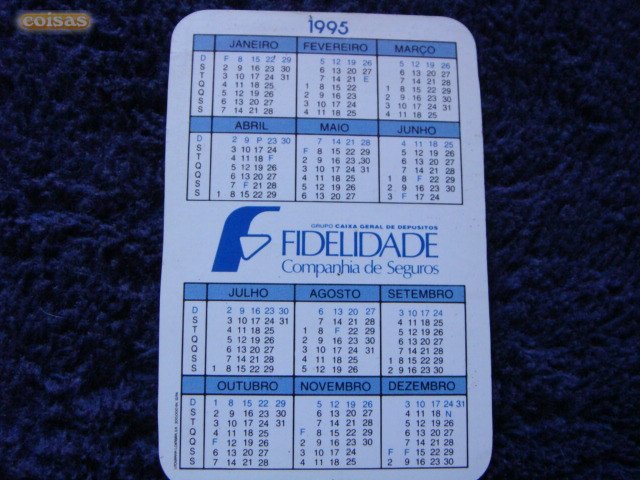 coisas
1995
JANEIRO FEVEREIRO MARÇO
D F 8 15 22 29 5 12 19 26 5 12 19 26
S 2 9 16 23 30 6 13 20 27 6 13 20 27
T 3 10 17 24 31 7 14 21 E 7 14 21 28
Q 4 11 18 25 1 8 15 22 1 8 15 22 29
Q 5 12 19 26 2 9 16 23 2 9 16 23 30
S 6 13 20 27 3 10 17 24 3 10 17 24 31
S 7 14 21 28 4 11 18 25 4 11 18 25
ABRIL MAIO JUNHO
D 2 9 P 23 30 7 14 21 28 4 11 18 25
S 3 10 17 24 F 8 15 22 29 5 12 19 26
T 4 11 18 F 2 9 16 23 30 6 13 20 27
Q 5 12 19 26 3 10 17 24 31 7 14 21 28
Q 6 13 20 27 4 11 18 25 1 8 F 22 29
S 7 F 21 28 5 12 19 26 2 9 16 23 30
S 1 8 15 22 29 6 13 20 27 3 F 17 24
GRUPO CAIXA GERAL DE DEPOSITOS
FIDELIDADE
Companhia de Seguros
JULHO AGOSTO SETEMBRO
D 2 9 16 23 30 6 13 20 27 3 10 17 24
S 3 10 17 24 31 7 14 21 28 4 11 18 25
T 4 11 18 25 1 8 F 22 29 5 12 19 26
Q 5 12 19 26 2 9 16 23 30 6 13 20 27
Q 6 13 20 27 3 10 17 24 31 7 14 21 28
S 7 14 21 28 4 11 18 25 1 8 15 22 29
S 1 8 15 22 29 5 12 19 26 2 9 16 23 30
OUTUBRO NOVEMBRO DEZEMBRO
D 1 8 15 22 29 5 12 19 26 3 10 17 24 31
S 2 9 16 23 30 6 13 20 27 4 11 18 N
T 3 10 17 24 31 7 14 21 28 5 12 19 26
Q 4 11 18 25 F 8 15 22 29 6 13 20 27
Q F 12 19 26 2 9 16 23 30 7 14 21 28
S 6 13 20 27 3 10 17 24 F F 15 22 29
S 7 14 21 28 4 11 18 25 2 9 16 23 30